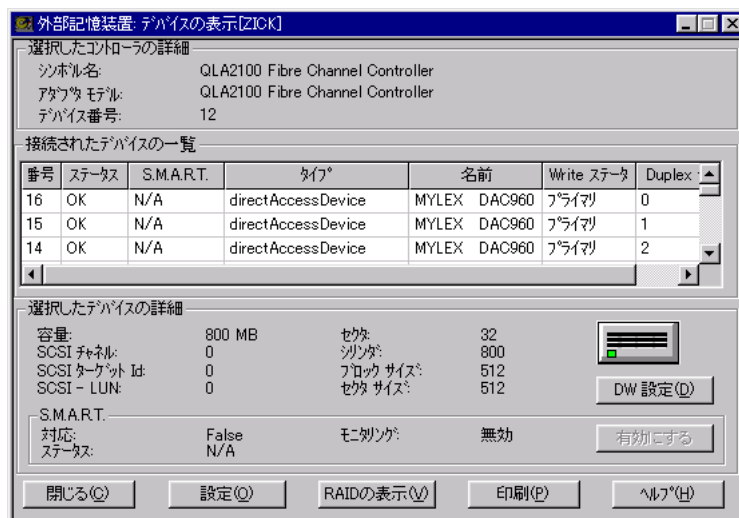 外部記憶装置: ﾃﾞﾊﾞｲｽの表示[ZICK]
選択したｺﾝﾄﾛｰﾗの詳細
ｼﾝﾎﾞﾙ名: QLA2100 Fibre Channel Controller
ｱﾀﾞﾌﾟﾀ ﾓﾃﾞﾙ: QLA2100 Fibre Channel Controller
ﾃﾞﾊﾞｲｽ番号: 12
接続されたﾃﾞﾊﾞｲｽの一覧
番号 ｽﾃｰﾀｽ S.M.A.R.T. ﾀｲﾌﾟ 名前 Write ｽﾃｰﾀ Duplex
16 OK N/A directAccessDevice MYLEX DAC960 ﾌﾟﾗｲﾏﾘ 0
15 OK N/A directAccessDevice MYLEX DAC960 ﾌﾟﾗｲﾏﾘ 1
14 OK N/A directAccessDevice MYLEX DAC960 ﾌﾟﾗｲﾏﾘ 2
選択したﾃﾞﾊﾞｲｽの詳細
容量: 800 MB ｾｸﾀ: 32
SCSI ﾁｬﾈﾙ: 0 ｼﾘﾝﾀﾞ: 800
SCSI ﾀｰｹﾞｯﾄ Id: 0 ﾌﾞﾛｯｸ ｻｲｽﾞ: 512
SCSI - LUN: 0 ｾｸﾀ ｻｲｽﾞ: 512
DW 設定(D)
S.M.A.R.T.
対応: False ﾓﾆﾀﾘﾝｸﾞ: 無効
ｽﾃｰﾀｽ: N/A
有効にする
閉じる(C) 設定(O) RAIDの表示(V) 印刷(P) ﾍﾙﾌﾟ(H)